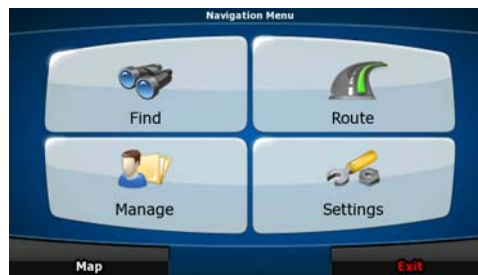 Navigation Menu
Find
Route
Manage
Settings
Map
Exit